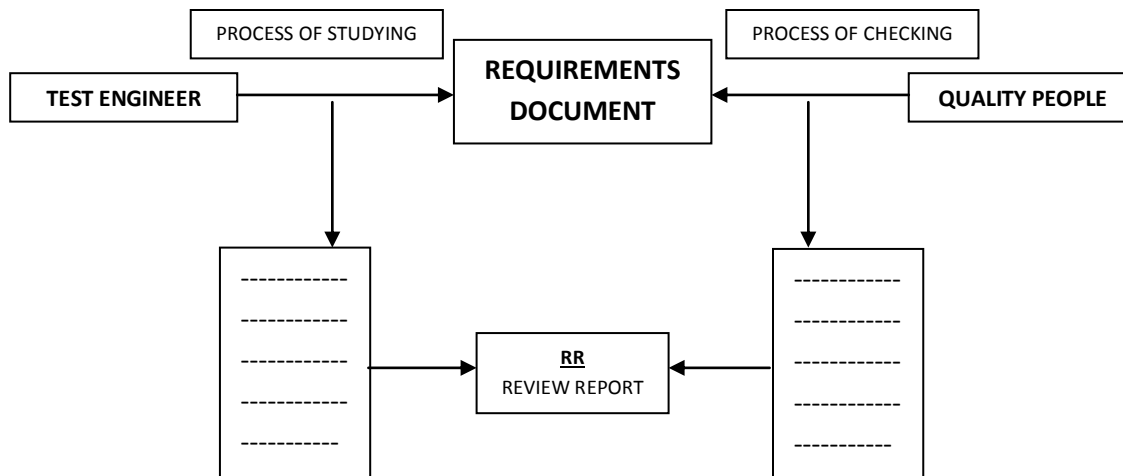 PROCESS OF STUDYING
PROCESS OF CHECKING
REQUIREMENTS
DOCUMENT
TEST ENGINEER
QUALITY PEOPLE
RR
REVIEW REPORT